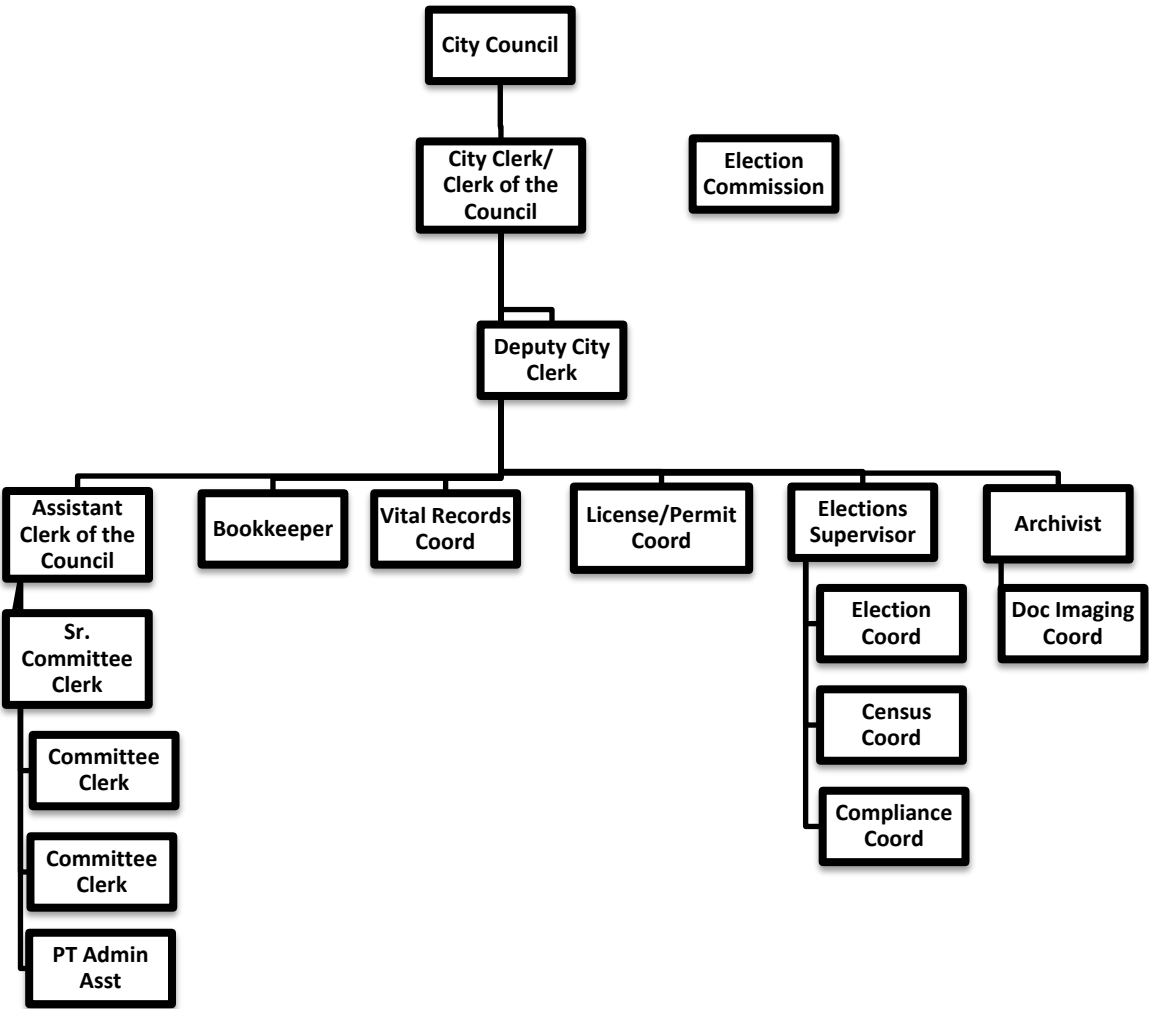 City Council
City Clerk/
Clerk of the
Council
Election
Commission
Deputy City
Clerk
Assistant
Clerk of the
Council
Bookkeeper
Vital Records
Coord
License/Permit
Coord
Elections
Supervisor
Archivist
Sr.
Committee
Clerk
Committee
Clerk
Committee
Clerk
PT Admin
Asst
Election
Coord
Census
Coord
Compliance
Coord
Doc Imaging
Coord